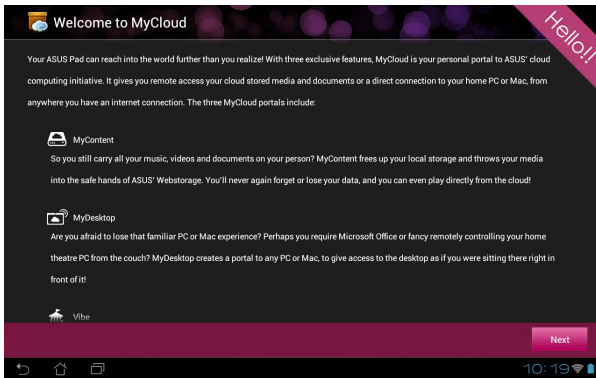 Welcome to MyCloud
Hello!!
Your ASUS Pad can reach into the world further than you realize! With three exclusive features, MyCloud is your personal portal to ASUS' cloud
computing initiative. It gives you remote access your cloud stored media and documents or a direct connection to your home PC or Mac, from
anywhere you have an internet connection. The three MyCloud portals include:
MyContent
So you still carry all your music, videos and documents on your person? MyContent frees up your local storage and throws your media
into the safe hands of ASUS' Webstorage. You'll never again forget or lose your data, and you can even play directly from the cloud!
MyDesktop
Are you afraid to lose that familiar PC or Mac experience? Perhaps you require Microsoft Office or fancy remotely controlling your home
theatre PC from the couch? MyDesktop creates a portal to any PC or Mac, to give access to the desktop as if you were sitting there right in
front of it!
Vibe
Next
10:19